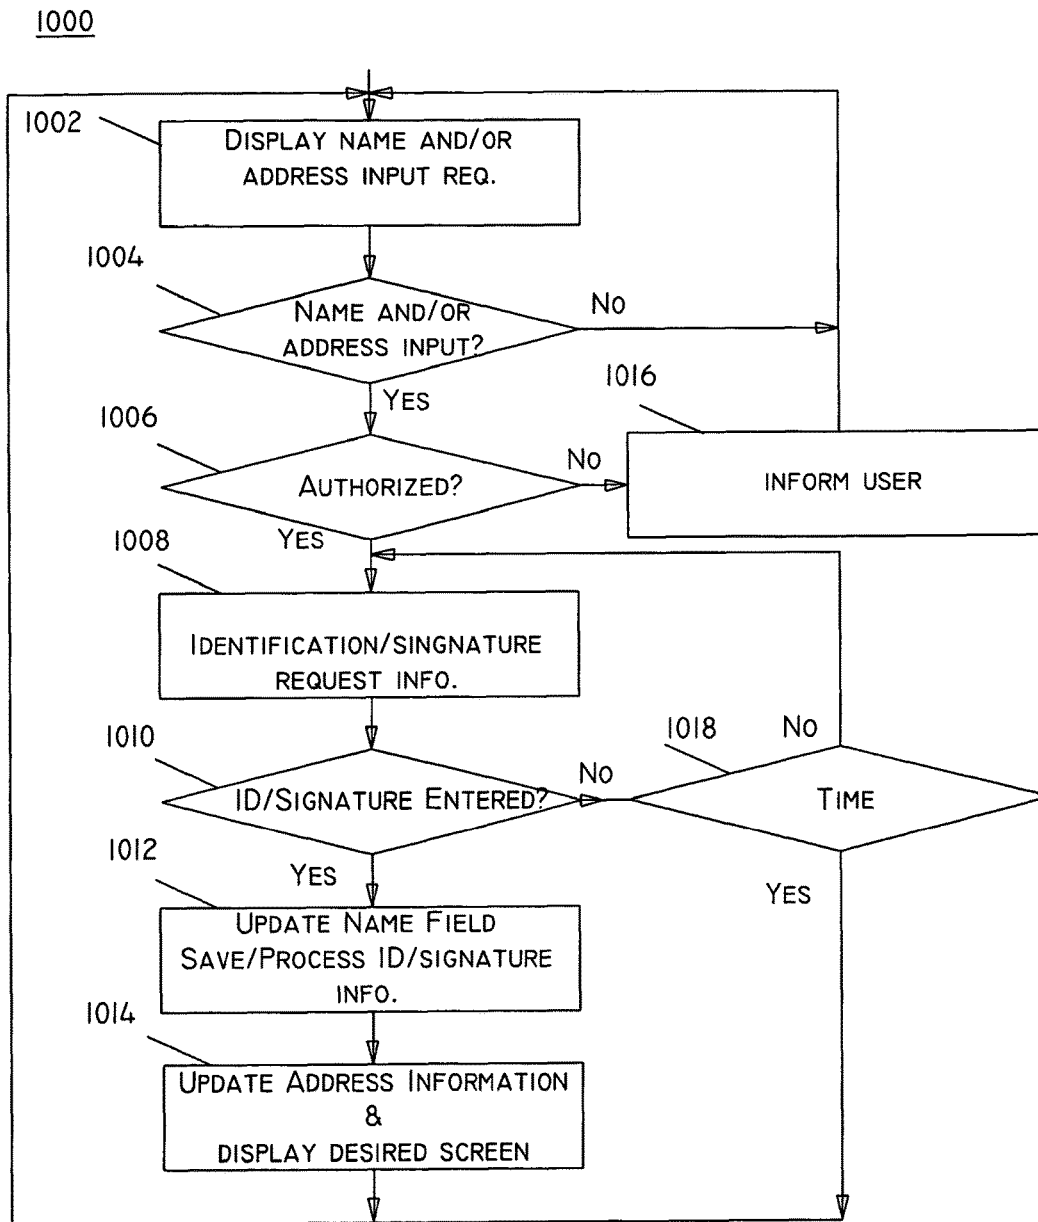 1000
1002
DISPLAY NAME AND/OR
ADDRESS INPUT REQ.
1004
NAME AND/OR
ADDRESS INPUT?
NO
YES
1016
INFORM USER
1006
AUTHORIZED?
NO
YES
1008
IDENTIFICATION/SINGNATURE
REQUEST INFO.
1010
ID/SIGNATURE ENTERED?
NO
1018
NO
TIME
YES
YES
1012
UPDATE NAME FIELD
SAVE/PROCESS ID/SIGNATURE
INFO.
1014
UPDATE ADDRESS INFORMATION
&
DISPLAY DESIRED SCREEN